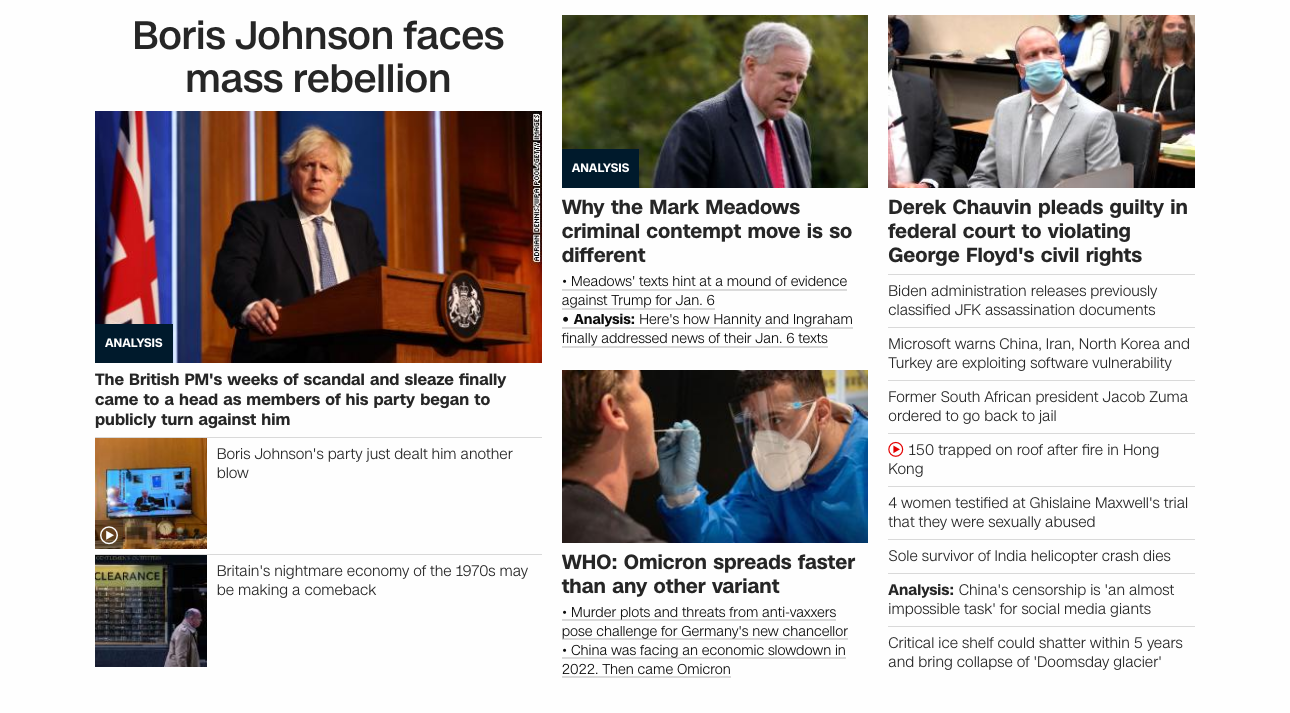 Boris Johnson faces
mass rebellion
ADRIAN DENNIS/WPA POOL/GETTY IMAGES
ANALYSIS
The British PM's weeks of scandal and sleaze finally
came to a head as members of his party began to
publicly turn against him
Boris Johnson's party just dealt him another
blow
CLEARANCE
Britain's nightmare economy of the 1970s may
be making a comeback
ANALYSIS
Why the Mark Meadows
criminal contempt move is so
different
• Meadows' texts hint at a mound of evidence
against Trump for Jan. 6
• Analysis: Here's how Hannity and Ingraham
finally addressed news of their Jan. 6 texts
WHO: Omicron spreads faster
than any other variant
• Murder plots and threats from anti-vaxxers
pose challenge for Germany's new chancellor
• China was facing an economic slowdown in
2022. Then came Omicron
Derek Chauvin pleads guilty in
federal court to violating
George Floyd's civil rights
Biden administration releases previously
classified JFK assassination documents
Microsoft warns China, Iran, North Korea and
Turkey are exploiting software vulnerability
Former South African president Jacob Zuma
ordered to go back to jail
150 trapped on roof after fire in Hong
Kong
4 women testified at Ghislaine Maxwell's trial
that they were sexually abused
Sole survivor of India helicopter crash dies
Analysis: China's censorship is 'an almost
impossible task' for social media giants
Critical ice shelf could shatter within 5 years
and bring collapse of 'Doomsday glacier'